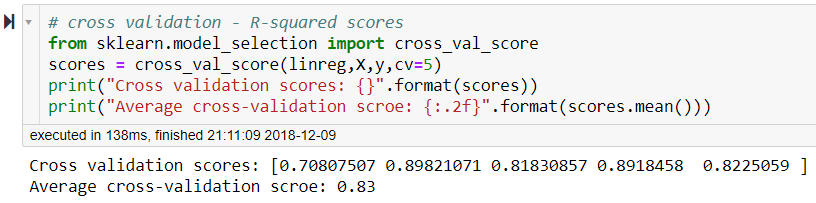 # cross validation - R-squared scores
from sklearn.model_selection import cross_val_score
scores = cross_val_score(linreg,X,y,cv=5)
print("Cross validation scores: {}".format(scores))
print("Average cross-validation scroe: {:.2f}".format(scores.mean()))
executed in 138ms, finished 21:11:09 2018-12-09
Cross validation scores: [0.70807507 0.89821071 0.81830857 0.8918458  0.8225059 ]
Average cross-validation scroe: 0.83